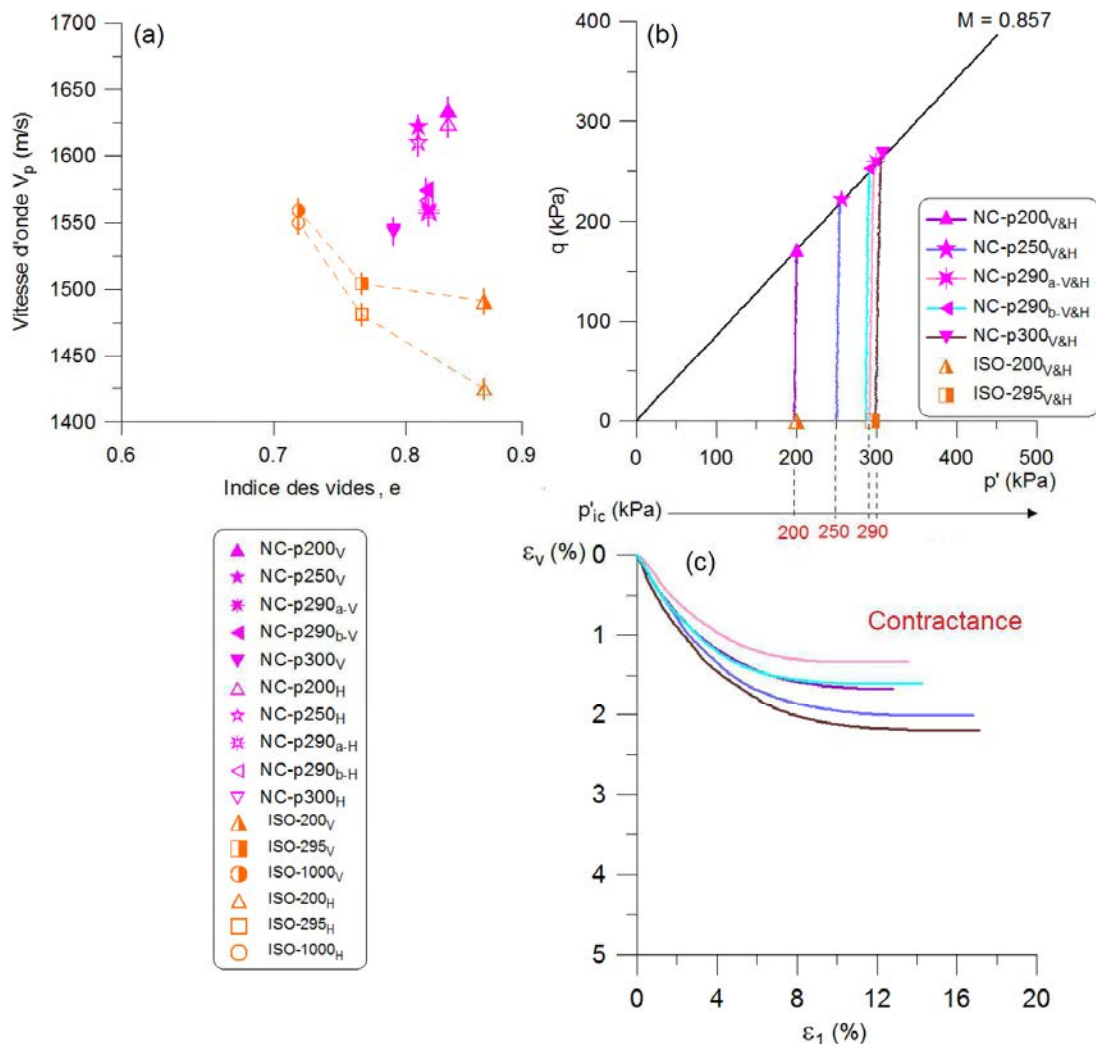 (a)
Vitesse d'onde Vp (m/s)
1700
1650
1600
1550
1500
1450
1400
0.6 0.7 0.8 0.9
Indice des vides, e
NC-p200V
NC-p250V
NC-p290a-V
NC-p290b-V
NC-p300V
NC-p200H
NC-p250H
NC-p290a-H
NC-p290b-H
NC-p300H
ISO-200V
ISO-295V
ISO-1000V
ISO-200H
ISO-295H
ISO-1000H
(b)
M = 0.857
q (kPa)
400
300
200
100
0
0 100 200 300 400 500
p' (kPa)
NC-p200V&H
NC-p250V&H
NC-p290a-V&H
NC-p290b-V&H
NC-p300V&H
ISO-200V&H
ISO-295V&H
p'ic (kPa)
200 250 290
(c)
εv (%)
0
1
2
3
4
5
Contractance
0 4 8 12 16 20
ε1 (%)